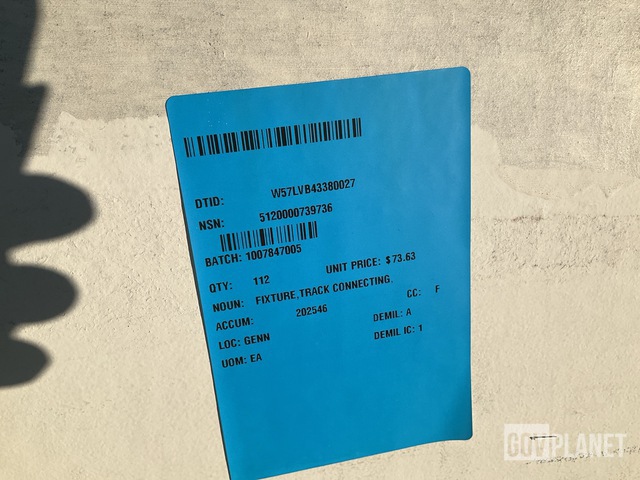 DTID: W57LVB43380027
NSN: 5120000739736
BATCH: 1007847005
QTY: 112 UNIT PRICE: $73.63
NOUN: FIXTURE,TRACK CONNECTING.
ACCUM: 202546 CC: F
LOC: GENN DEMIL: A
UOM: EA DEMIL IC: 1
GOVPLANET